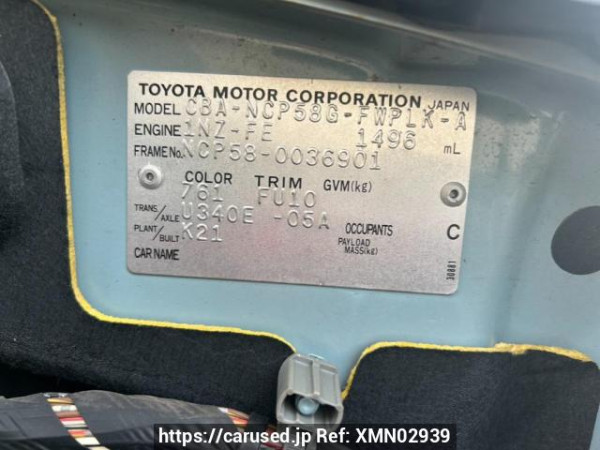 TOYOTA MOTOR CORPORATION JAPAN
MODEL CBA-NCP58G-FWPLK-A
ENGINE 1NZ-FE 1496 mL
FRAME No. NCP58-0036901
COLOR TRIM GVM(kg)
761 FU10
TRANS/AXLE U340E -05A OCCUPANTS C
PLANT/BUILT K21 PAYLOAD MASS(kg)
CAR NAME
30881
https://carused.jp Ref: XMN02939